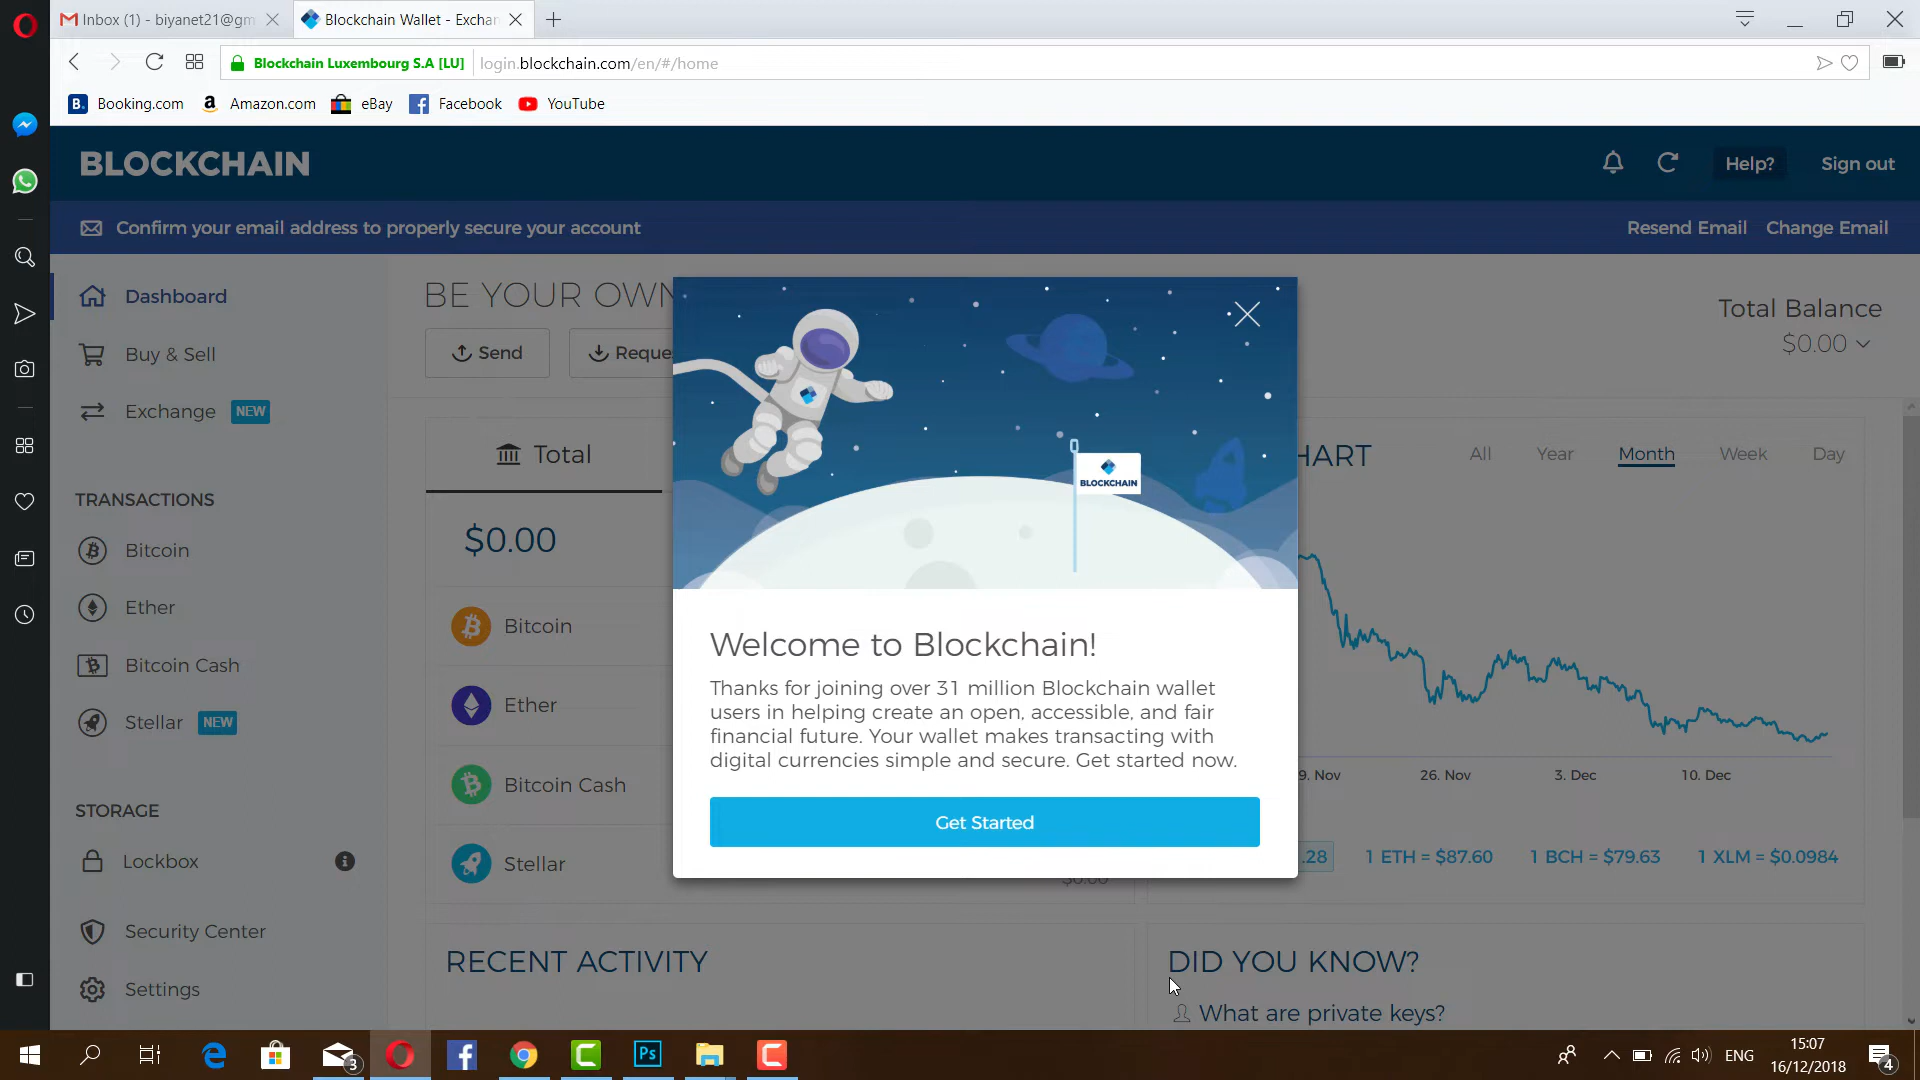 Inbox (1) - biyanet21@gm
Blockchain Wallet - Exchan
Blockchain Luxembourg S.A [LU]
login.blockchain.com/en/#/home
B. Booking.com
a Amazon.com
eBay
Facebook
YouTube
BLOCKCHAIN
Help?
Sign out
Confirm your email address to properly secure your account
Resend Email
Change Email
Dashboard
Buy & Sell
Exchange NEW
TRANSACTIONS
Bitcoin
Ether
Bitcoin Cash
Stellar NEW
STORAGE
Lockbox
Security Center
Settings
BE YOUR OWN
Send
Reque
Total Balance
$0.00
Total
$0.00
Bitcoin
Ether
Bitcoin Cash
Stellar
$0.00
BLOCKCHAIN
Welcome to Blockchain!
Thanks for joining over 31 million Blockchain wallet
users in helping create an open, accessible, and fair
financial future. Your wallet makes transacting with
digital currencies simple and secure. Get started now.
Get Started
HART
All
Year
Month
Week
Day
9. Nov
26. Nov
3. Dec
10. Dec
.28
1 ETH = $87.60
1 BCH = $79.63
1 XLM = $0.0984
RECENT ACTIVITY
DID YOU KNOW?
What are private keys?
3
Ps
ENG
15:07
16/12/2018
4